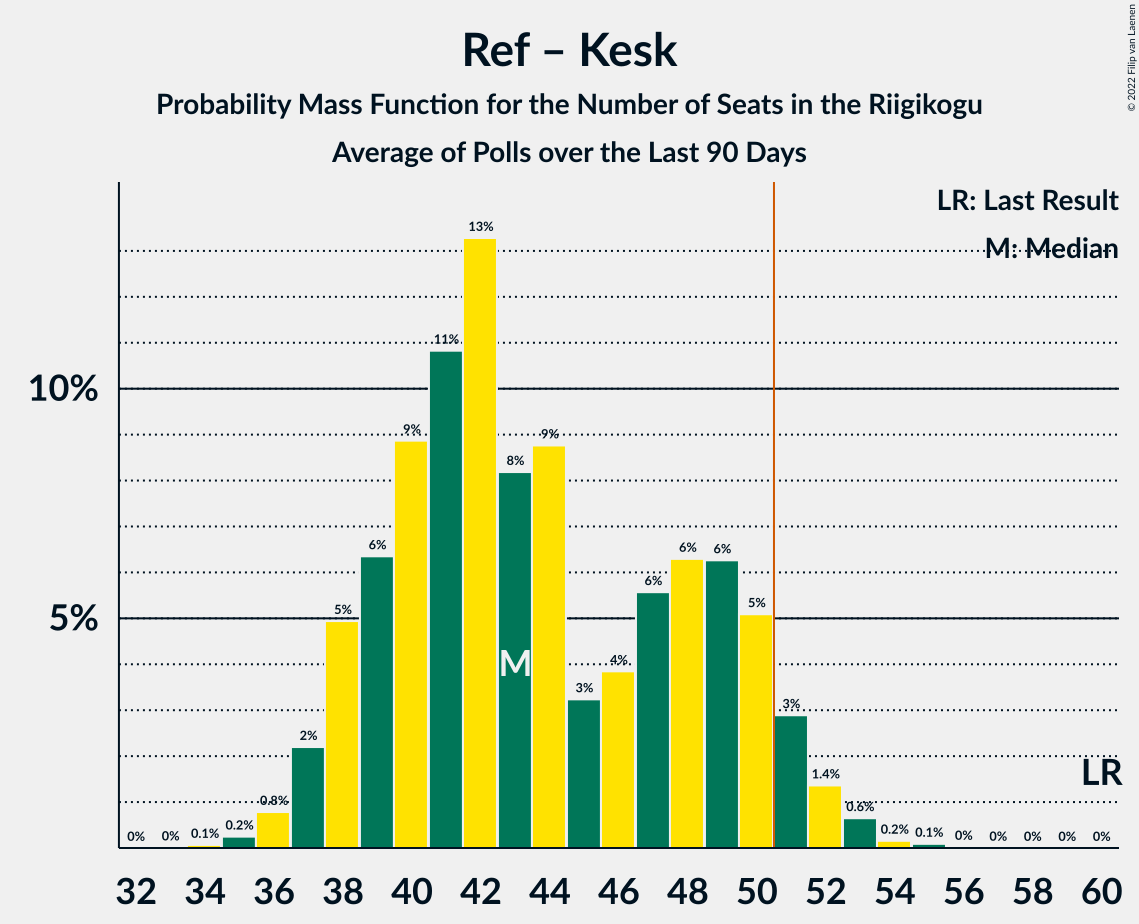 Ref – Kesk
Probability Mass Function for the Number of Seats in the Riigikogu
Average of Polls over the Last 90 Days
© 2022 Filip van Laenen
LR: Last Result
M: Median
10%
5%
0% 0% 0.1% 0.2% 0.8% 2% 5% 6% 9% 11% 13% 8% 9% 3% 4% 6% 6% 6% 5% 3% 1.4% 0.6% 0.2% 0.1% 0% 0% 0% 0% 0%
M
LR
32 34 36 38 40 42 44 46 48 50 52 54 56 58 60